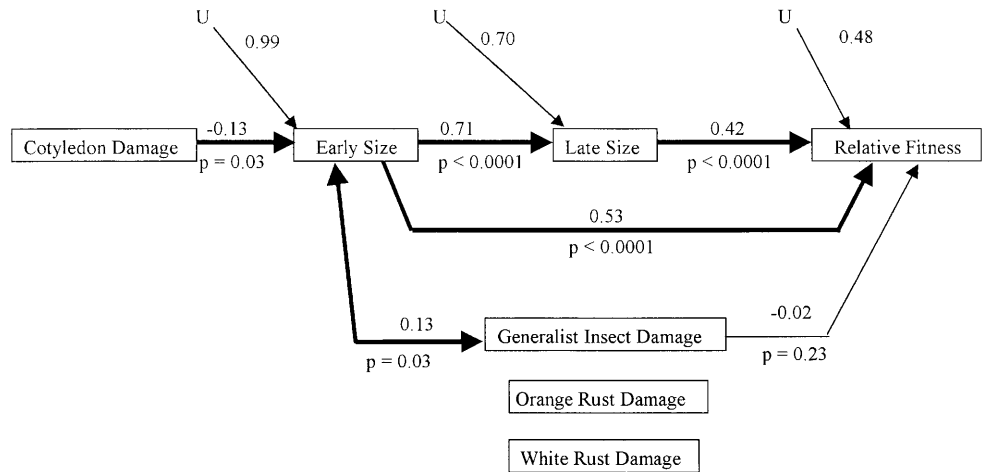 U
U
U
0.99
0.70
0.48
-0.13
0.71
0.42
Cotyledon Damage
Early Size
Late Size
Relative Fitness
p = 0.03
p < 0.0001
p < 0.0001
0.53
p < 0.0001
0.13
Generalist Insect Damage
-0.02
p = 0.03
p = 0.23
Orange Rust Damage
White Rust Damage